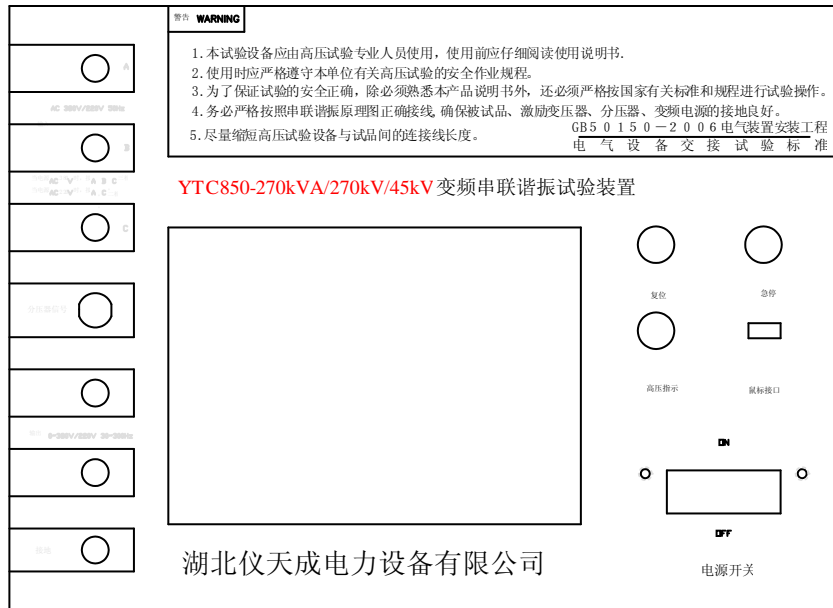 警告 WARNING
1.本试验设备应由高压试验专业人员使用，使用前应仔细阅读使用说明书.
2.使用时应严格遵守本单位有关高压试验的安全作业规程。
3.为了保证试验的安全正确，除必须熟悉本产品说明书外，还必须严格按国家有关标准和规程进行试验操作。
4.务必严格按照串联谐振原理图正确接线，确保被试品、激励变压器、分压器、变频电源的接地良好。
5.尽量缩短高压试验设备与试品间的连接线长度。
GB50150－2006电气装置安装工程
电气设备交接试验标准
A
AC 380V/220V 50Hz
B
C
分压器信号
输出 0-380V/220V 30-300Hz
接地
YTC850-270kVA/270kV/45kV变频串联谐振试验装置
复位
急停
高压指示
鼠标接口
ON
OFF
电源开关
湖北仪天成电力设备有限公司